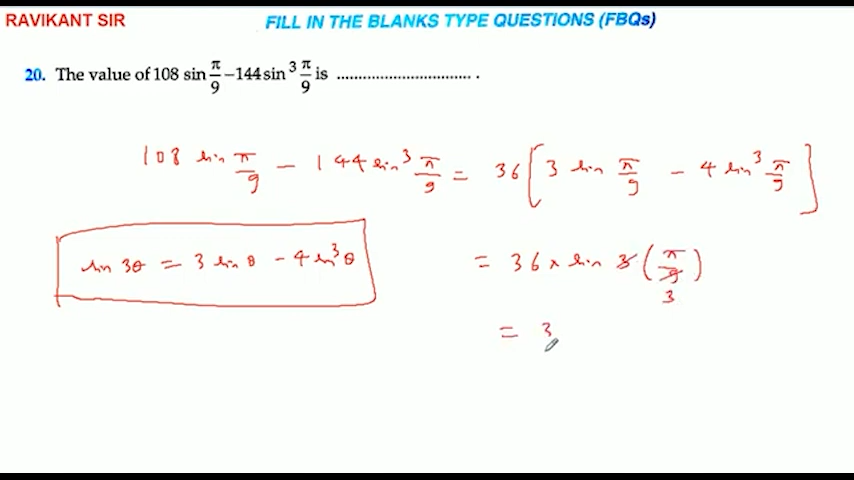 RAVIKANT SIR
FILL IN THE BLANKS TYPE QUESTIONS (FBQs)
20. The value of 108 sin π/9 − 144 sin³ π/9 is ................................ .
108 sin π/9 − 144 sin³ π/9 = 36 [3 sin π/9 − 4 sin³ π/9]
sin 3θ = 3 sin θ − 4 sin³ θ
= 36 × sin 3 (π/9) 3
= 3